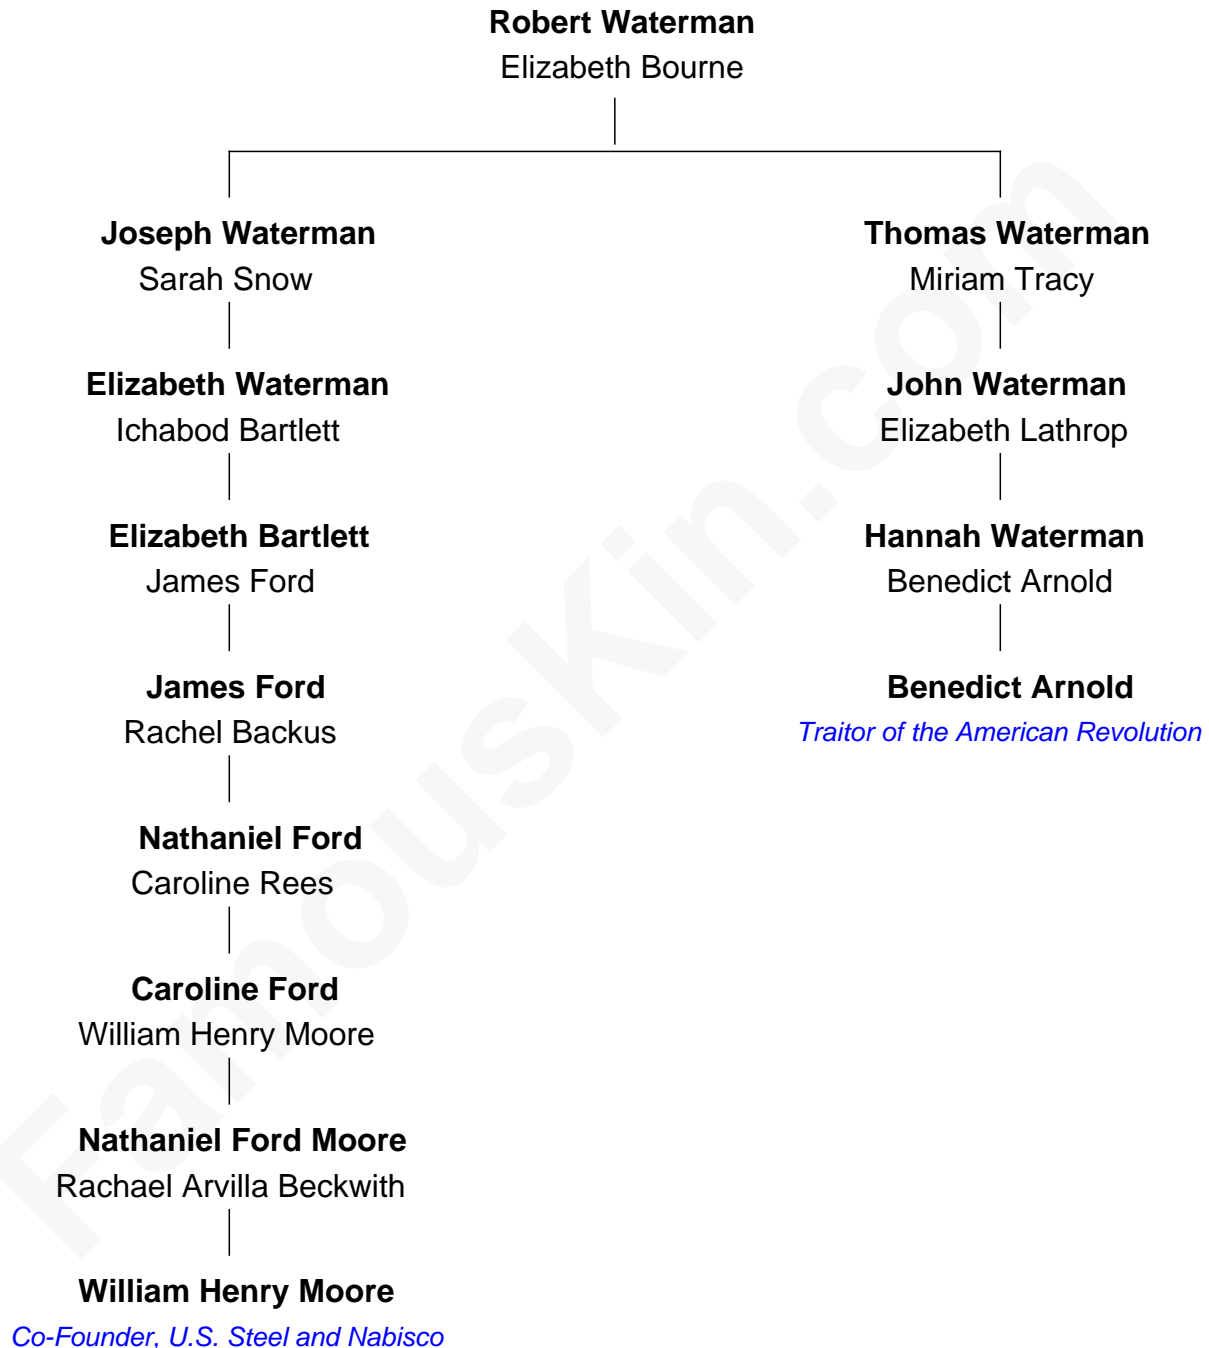 Robert Waterman
Elizabeth Bourne
Joseph Waterman
Sarah Snow
Thomas Waterman
Miriam Tracy
Elizabeth Waterman
Ichabod Bartlett
John Waterman
Elizabeth Lathrop
Elizabeth Bartlett
James Ford
Hannah Waterman
Benedict Arnold
James Ford
Rachel Backus
Benedict Arnold
Traitor of the American Revolution
Nathaniel Ford
Caroline Rees
Caroline Ford
William Henry Moore
Nathaniel Ford Moore
Rachael Arvilla Beckwith
William Henry Moore
Co-Founder, U.S. Steel and Nabisco
FamousKin.com